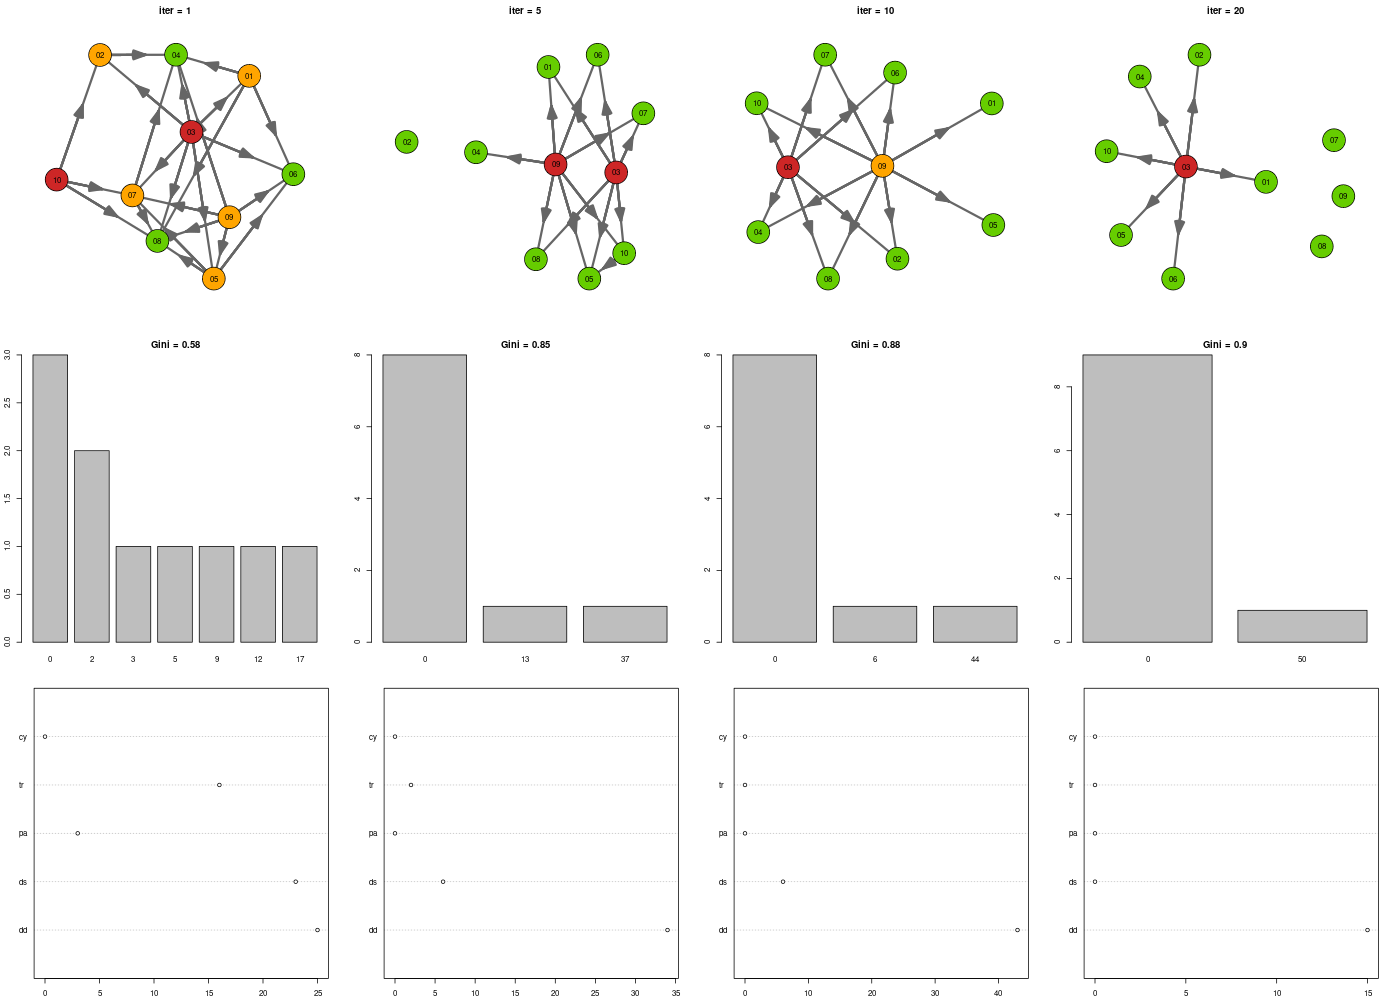 iter = 1
iter = 5
iter = 10
iter = 20
02
04
01
03
10
07
06
09
08
05
01
06
07
02
04
09
03
08
10
05
07
06
10
01
03
09
04
05
02
08
02
04
07
10
03
01
09
05
08
06
Gini = 0.58
3.0
2.5
2.0
1.5
1.0
0.5
0.0
0 2 3 5 9 12 17
Gini = 0.85
8
6
4
2
0
0 13 37
Gini = 0.88
8
6
4
2
0
0 6 44
Gini = 0.9
8
6
4
2
0
0 50
cy
tr
pa
ds
dd
0 5 10 15 20 25
cy
tr
pa
ds
dd
0 5 10 15 20 25 30 35
cy
tr
pa
ds
dd
0 10 20 30 40
cy
tr
pa
ds
dd
0 5 10 15